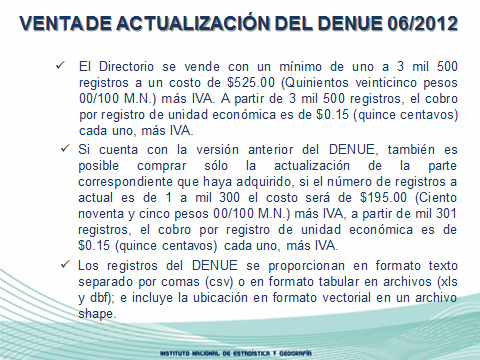 VENTA DE ACTUALIZACIÓN DEL DENUE 06/2012
✓ El Directorio se vende con un mínimo de uno a 3 mil 500
registros a un costo de $525.00 (Quinientos veinticinco pesos
00/100 M.N.) más IVA. A partir de 3 mil 500 registros, el cobro
por registro de unidad económica es de $0.15 (quince centavos)
cada uno, más IVA.
✓ Si cuenta con la versión anterior del DENUE, también es
posible comprar sólo la actualización de la parte
correspondiente que haya adquirido, si el número de registros a
actual es de 1 a mil 300 el costo será de $195.00 (Ciento
noventa y cinco pesos 00/100 M.N.) más IVA, a partir de mil 301
registros, el cobro por registro de unidad económica es de
$0.15 (quince centavos) cada uno, más IVA.
✓ Los registros del DENUE se proporcionan en formato texto
separado por comas (csv) o en formato tabular en archivos (xls
y dbf); e incluye la ubicación en formato vectorial en un archivo
shape.
INSTITUTO NACIONAL DE ESTADÍSTICA Y GEOGRAFÍA